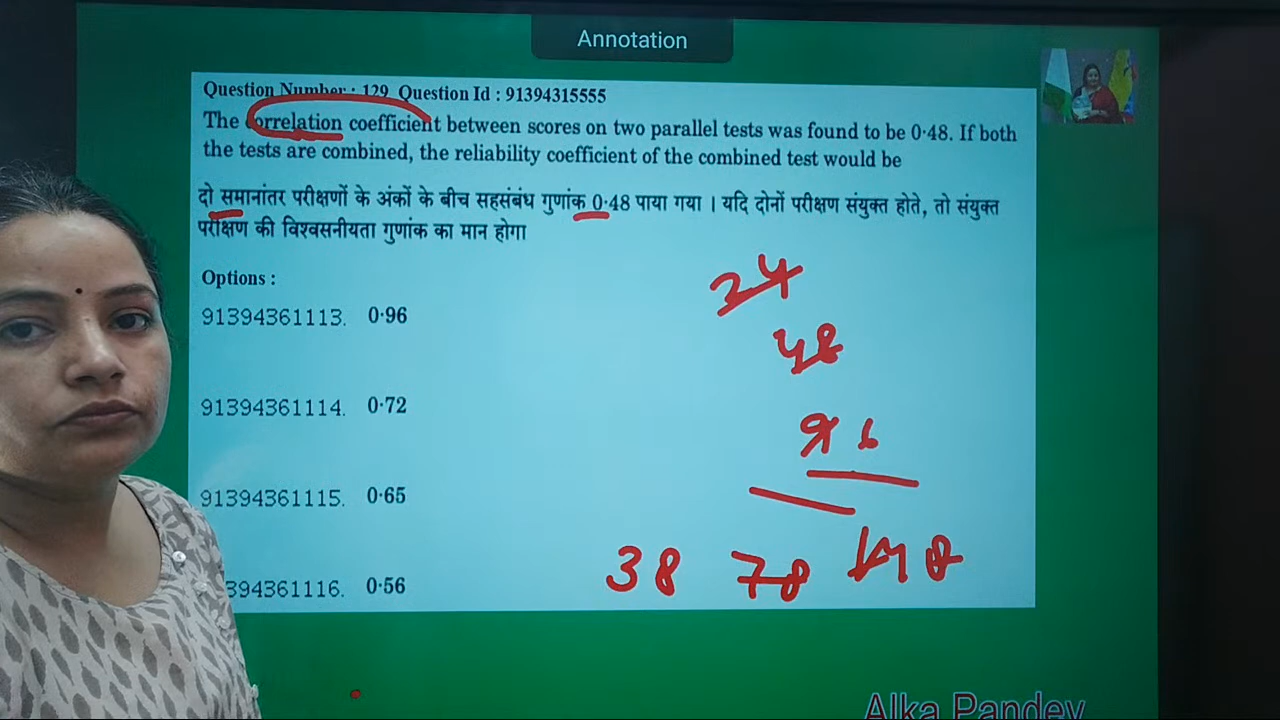 Annotation
Question Number : 129 Question Id : 91394315555
The Correlation coefficient between scores on two parallel tests was found to be 0·48. If both
the tests are combined, the reliability coefficient of the combined test would be
दो समानांतर परीक्षणों के अंकों के बीच सहसंबंध गुणांक 0·48 पाया गया । यदि दोनों परीक्षण संयुक्त होते, तो संयुक्त
परीक्षण की विश्वसनीयता गुणांक का मान होगा
Options :
91394361113. 0·96
91394361114. 0·72
91394361115. 0·65
394361116. 0·56
24
48
96
38 78
Alka Pandey